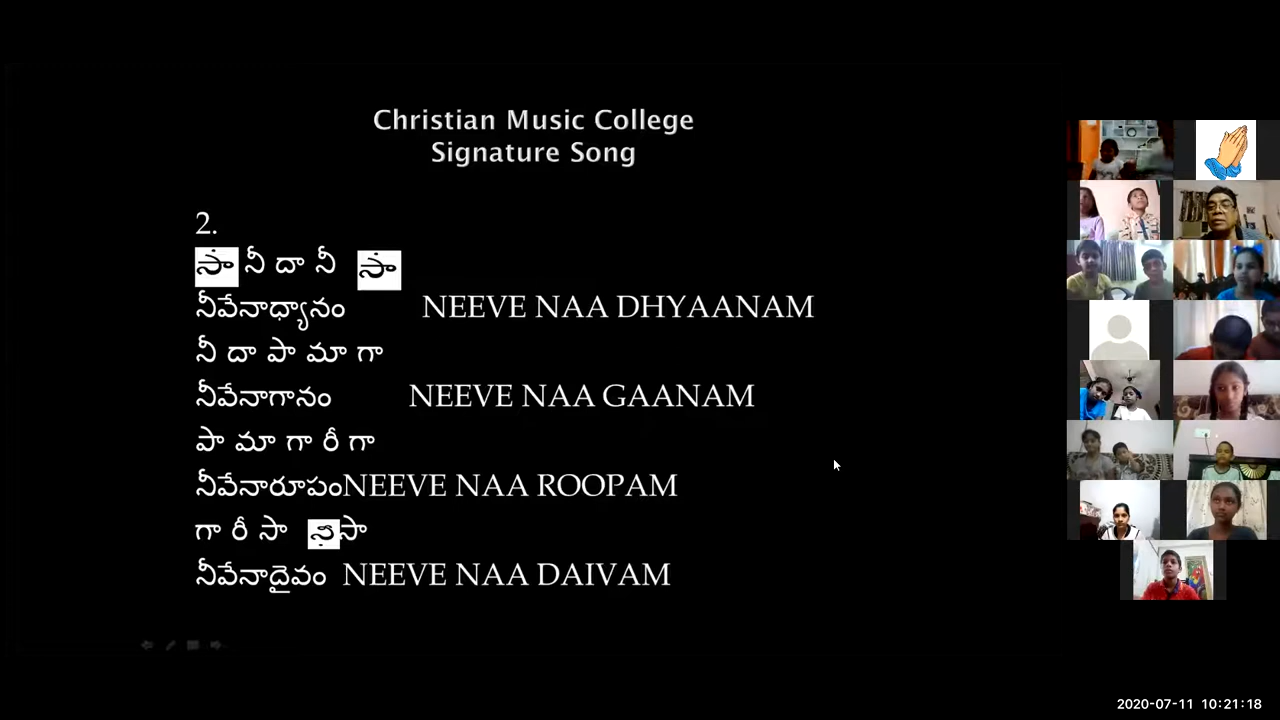 Christian Music College
Signature Song
2.
సా నీ దా నీ సా
నీవేనాధ్యానం NEEVE NAA DHYAANAM
నీ దా పా మా గా
నీవేనాగానం NEEVE NAA GAANAM
పా మా గా రీ గా
నీవేనారూపంNEEVE NAA ROOPAM
గా రీ సా నీసా
నీవేనాదైవం NEEVE NAA DAIVAM
2020-07-11 10:21:18